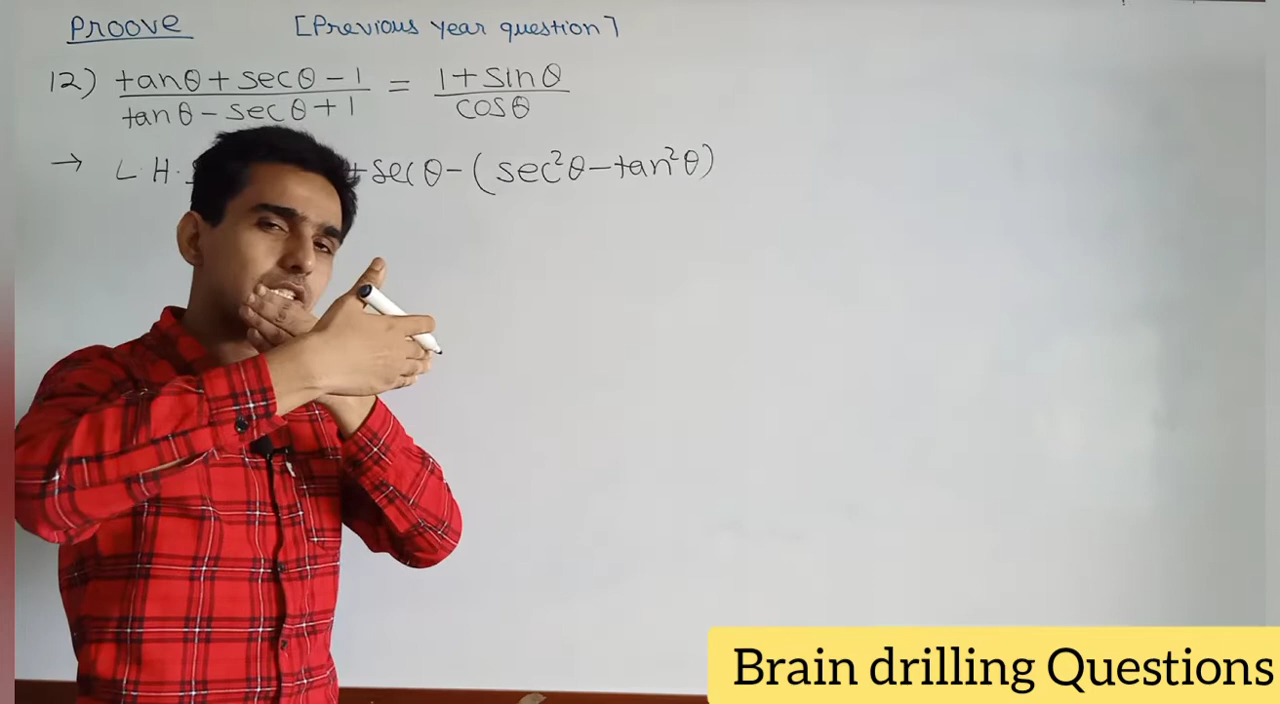 Proove [Previous year question]
12) tanθ + secθ - 1 / tanθ - secθ + 1 = 1 + sinθ / cosθ
→ L.H. + secθ - (sec²θ - tan²θ)
Brain drilling Questions